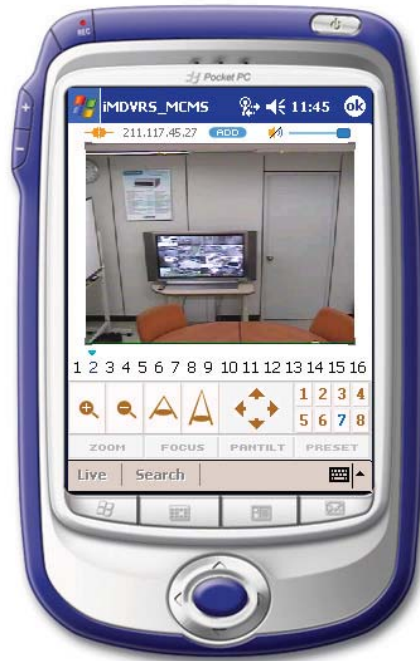 REC
Pocket PC
iMDVRS_MCMS 11:45 ok
211.117.45.27 ADD
1 2 3 4 5 6 7 8 9 10 11 12 13 14 15 16
1 2 3 4
5 6 7 8
ZOOM FOCUS PANTILT PRESET
Live Search